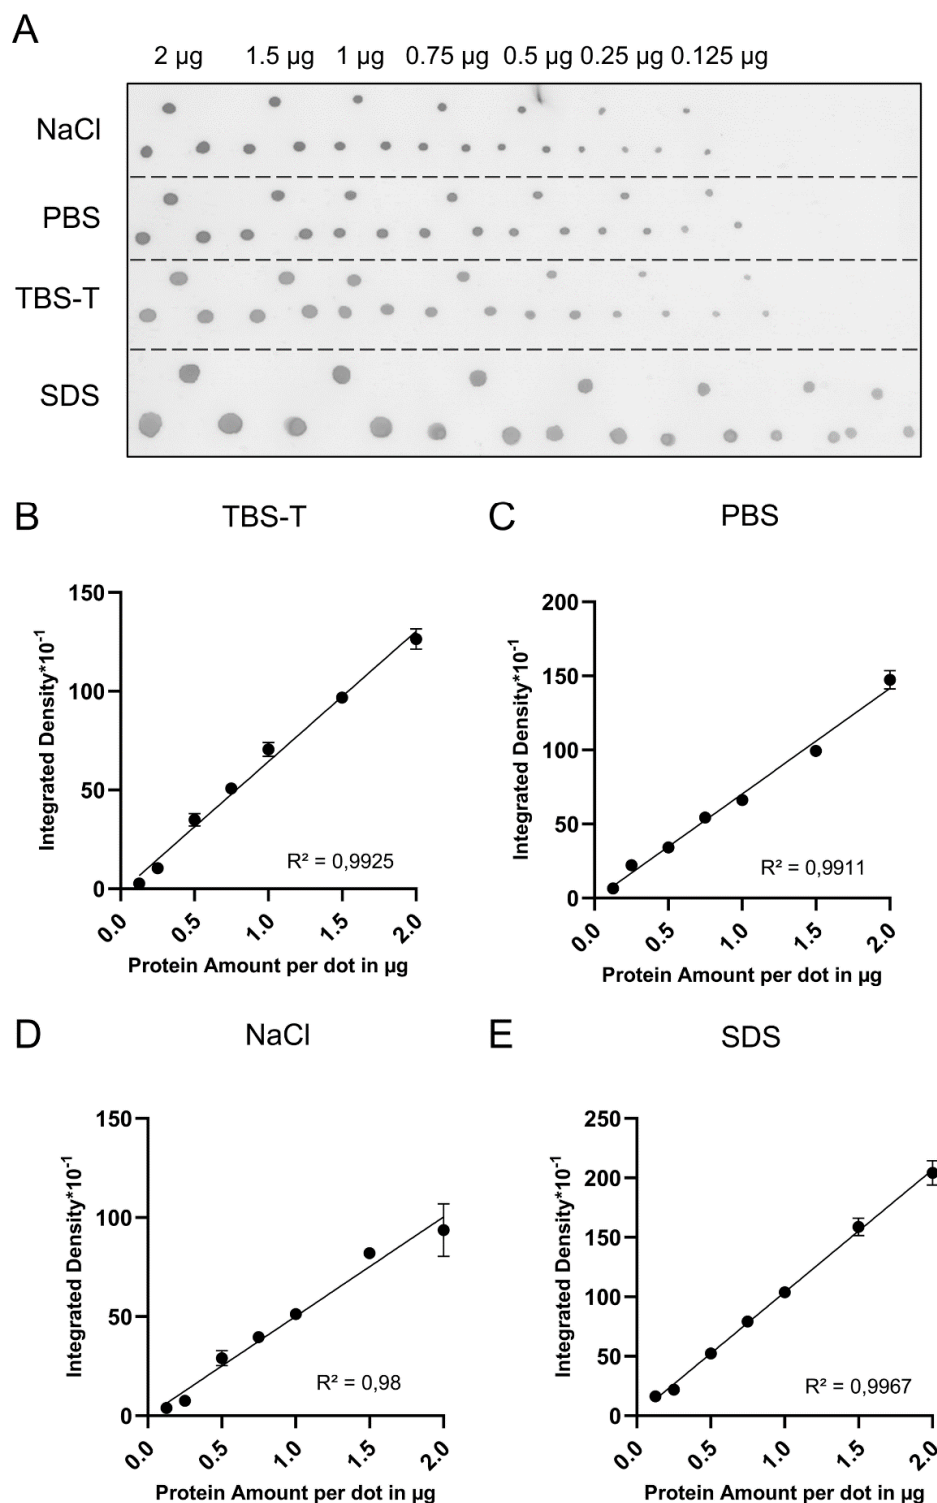 A
2 µg 1.5 µg 1 µg 0.75 µg 0.5 µg 0.25 µg 0.125 µg
NaCl
PBS
TBS-T
SDS
B
TBS-T
Integrated Density*10⁻¹
150
100
50
0
R² = 0,9925
0.0 0.5 1.0 1.5 2.0
Protein Amount per dot in µg
C
PBS
Integrated Density*10⁻¹
200
150
100
50
0
R² = 0,9911
0.0 0.5 1.0 1.5 2.0
Protein Amount per dot in µg
D
NaCl
Integrated Density*10⁻¹
150
100
50
0
R² = 0,98
0.0 0.5 1.0 1.5 2.0
Protein Amount per dot in µg
E
SDS
Integrated Density*10⁻¹
250
200
150
100
50
0
R² = 0,9967
0.0 0.5 1.0 1.5 2.0
Protein Amount per dot in µg